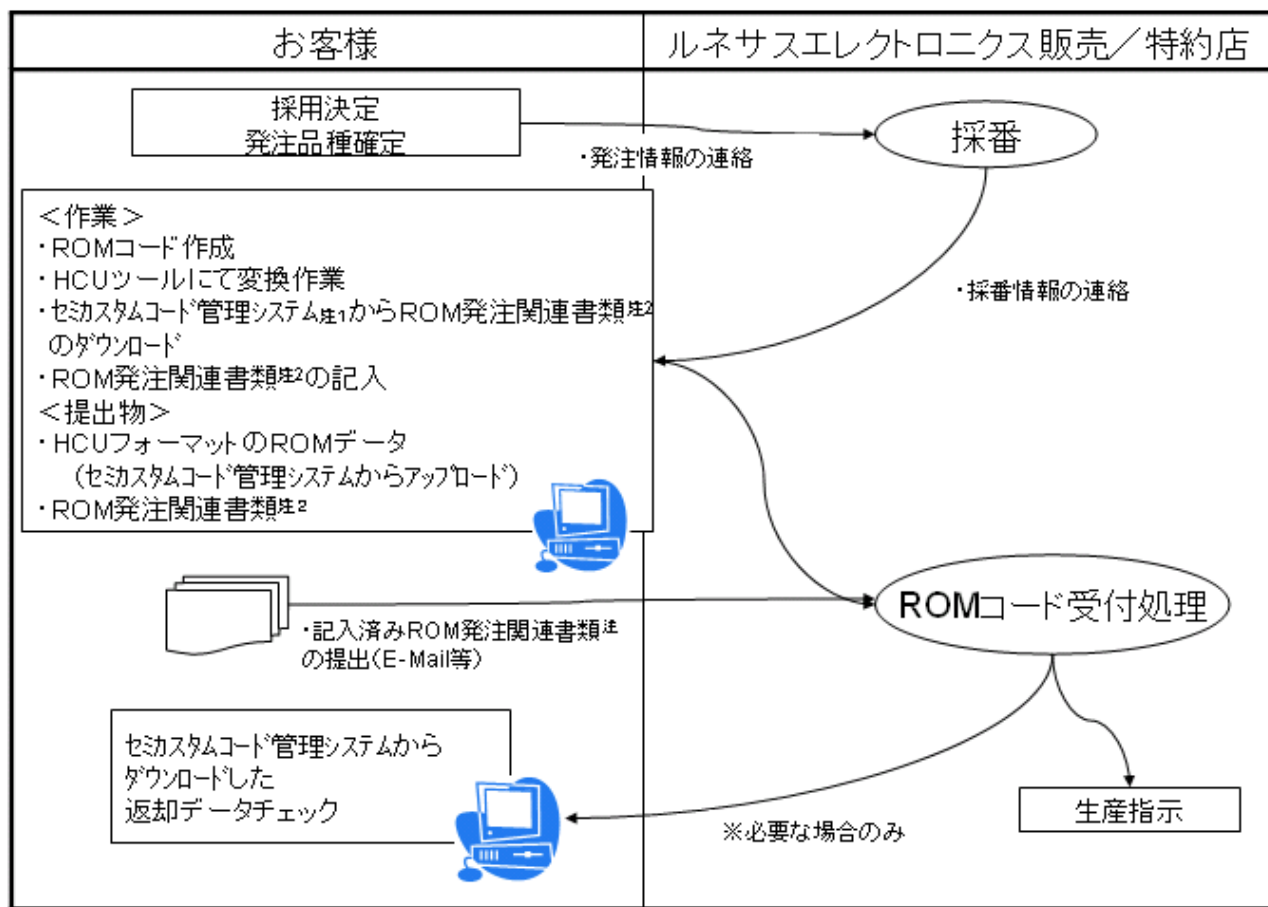 お客様
ルネサスエレクトロニクス販売／特約店
採用決定
発注品種確定
採番
・発注情報の連絡
＜作業＞
・ROMコード作成
・HCUツールにて変換作業
・セミカスタムコード管理システム注1からROM発注関連書類注2
のダウンロード
・ROM発注関連書類注2の記入
＜提出物＞
・HCUフォーマットのROMデータ
（セミカスタムコード管理システムからアップロード）
・ROM発注関連書類注2
・採番情報の連絡
ROMコード受付処理
・記入済みROM発注関連書類注
の提出（E-Mail等）
セミカスタムコード管理システムから
ダウンロードした
返却データチェック
※必要な場合のみ
生産指示